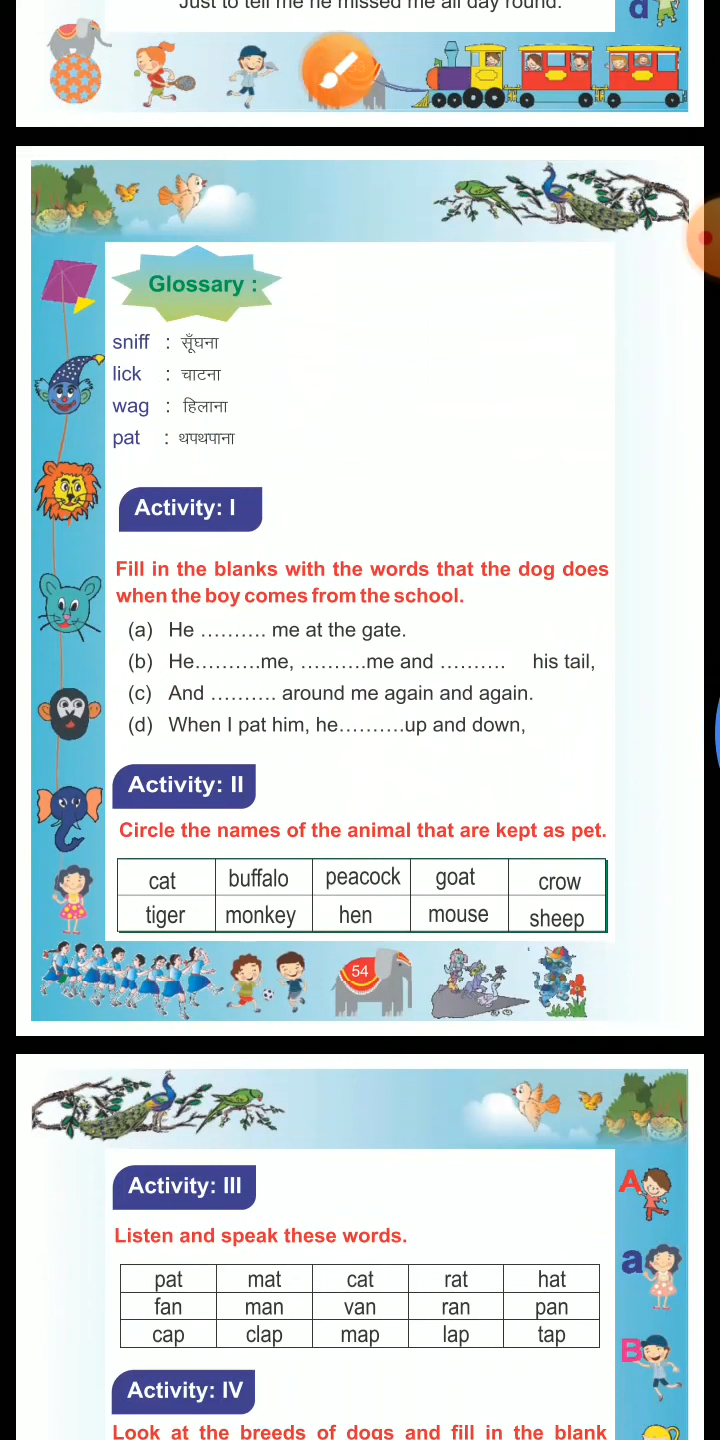 Just to tell me he missed me all day round.
d
Glossary :
sniff : सूँघना
lick : चाटना
wag : हिलाना
pat : थपथपाना
Activity: I
Fill in the blanks with the words that the dog does
when the boy comes from the school.
(a) He .......... me at the gate.
(b) He..........me, ..........me and .......... his tail,
(c) And .......... around me again and again.
(d) When I pat him, he..........up and down,
Activity: II
Circle the names of the animal that are kept as pet.
cat buffalo peacock goat crow
tiger monkey hen mouse sheep
54
Activity: III
Listen and speak these words.
A
a
B
pat mat cat rat hat
fan man van ran pan
cap clap map lap tap
Activity: IV
Look at the breeds of dogs and fill in the blank